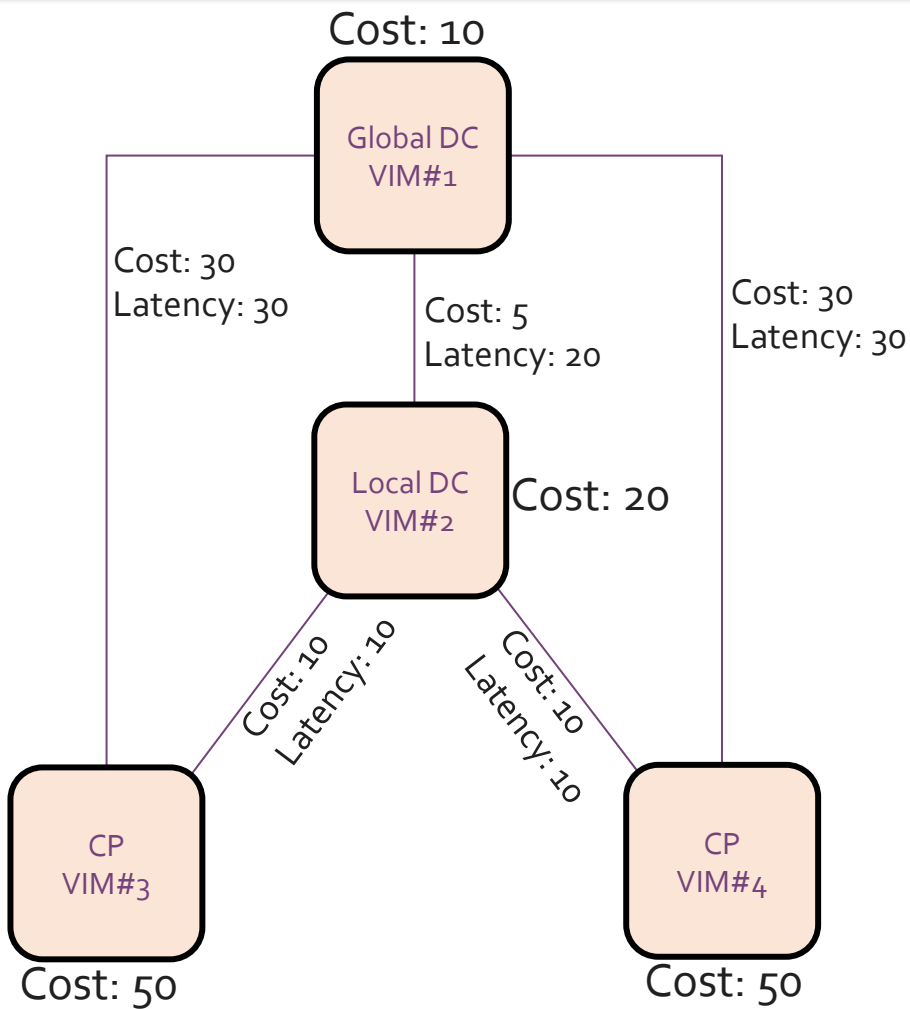 Cost: 10
Global DC
VIM#1
Cost: 30
Latency: 30
Cost: 5
Latency: 20
Cost: 30
Latency: 30
Local DC
VIM#2
Cost: 20
Cost: 10
Latency: 10
Cost: 10
Latency: 10
CP
VIM#3
Cost: 50
CP
VIM#4
Cost: 50